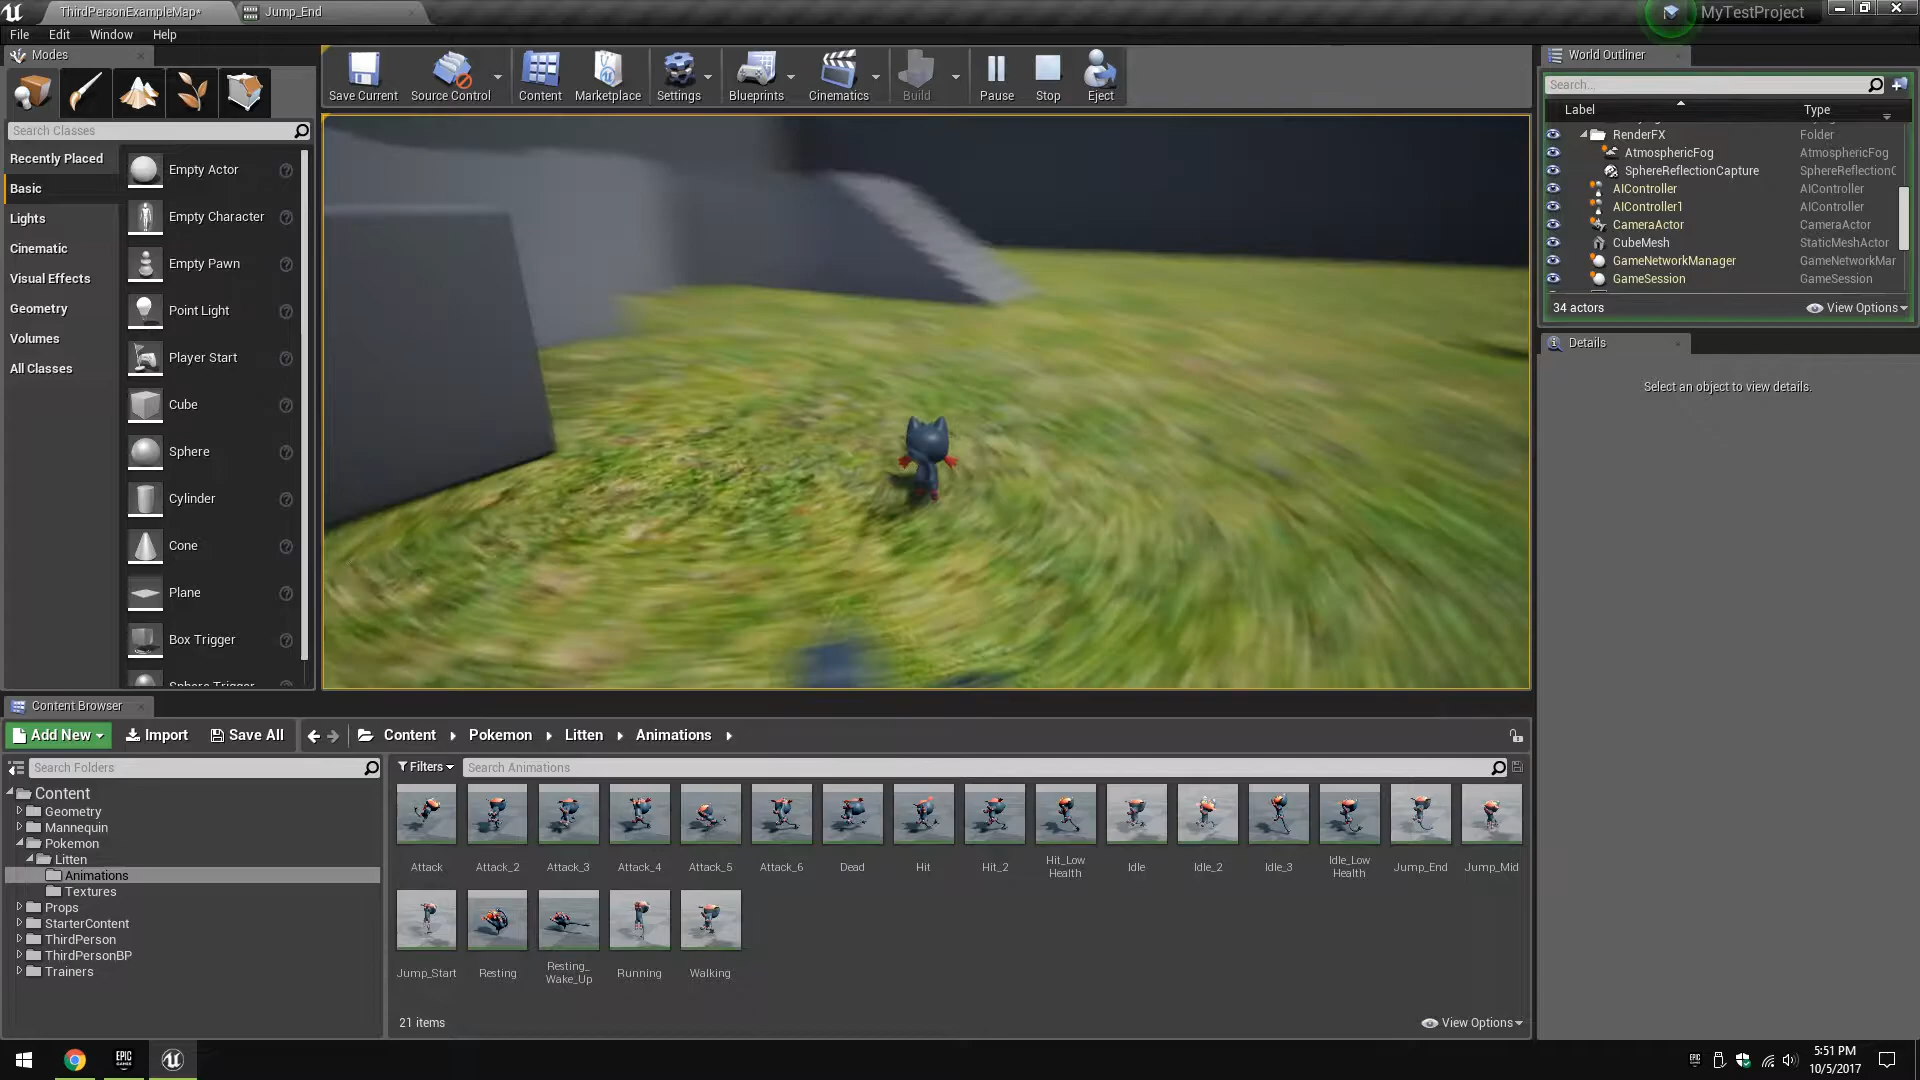 ThirdPersonExampleMap*
Jump_End
MyTestProject
File
Edit
Window
Help
Modes
Search Classes
Recently Placed
Basic
Lights
Cinematic
Visual Effects
Geometry
Volumes
All Classes
Empty Actor
Empty Character
Empty Pawn
Point Light
Player Start
Cube
Sphere
Cylinder
Cone
Plane
Box Trigger
Sphere Trigger
Save Current
Source Control
Content
Marketplace
Settings
Blueprints
Cinematics
Build
Pause
Stop
Eject
World Outliner
Search...
Label
Type
RenderFX
Folder
AtmosphericFog
AtmosphericFog
SphereReflectionCapture
SphereReflectionC
AIController
AIController
AIController1
AIController
CameraActor
CameraActor
CubeMesh
StaticMeshActor
GameNetworkManager
GameNetworkMar
GameSession
GameSession
34 actors
View Options
Details
Select an object to view details.
Content Browser
Add New
Import
Save All
Content
Pokemon
Litten
Animations
Search Folders
Content
Geometry
Mannequin
Pokemon
Litten
Animations
Textures
Props
StarterContent
ThirdPerson
ThirdPersonBP
Trainers
Filters
Search Animations
Attack
Attack_2
Attack_3
Attack_4
Attack_5
Attack_6
Dead
Hit
Hit_2
Hit_Low
Health
Idle
Idle_2
Idle_3
Idle_Low
Health
Jump_End
Jump_Mid
Jump_Start
Resting
Resting_
Wake_Up
Running
Walking
21 items
View Options
EPIC
GAMES
EPIC
5:51 PM
10/5/2017